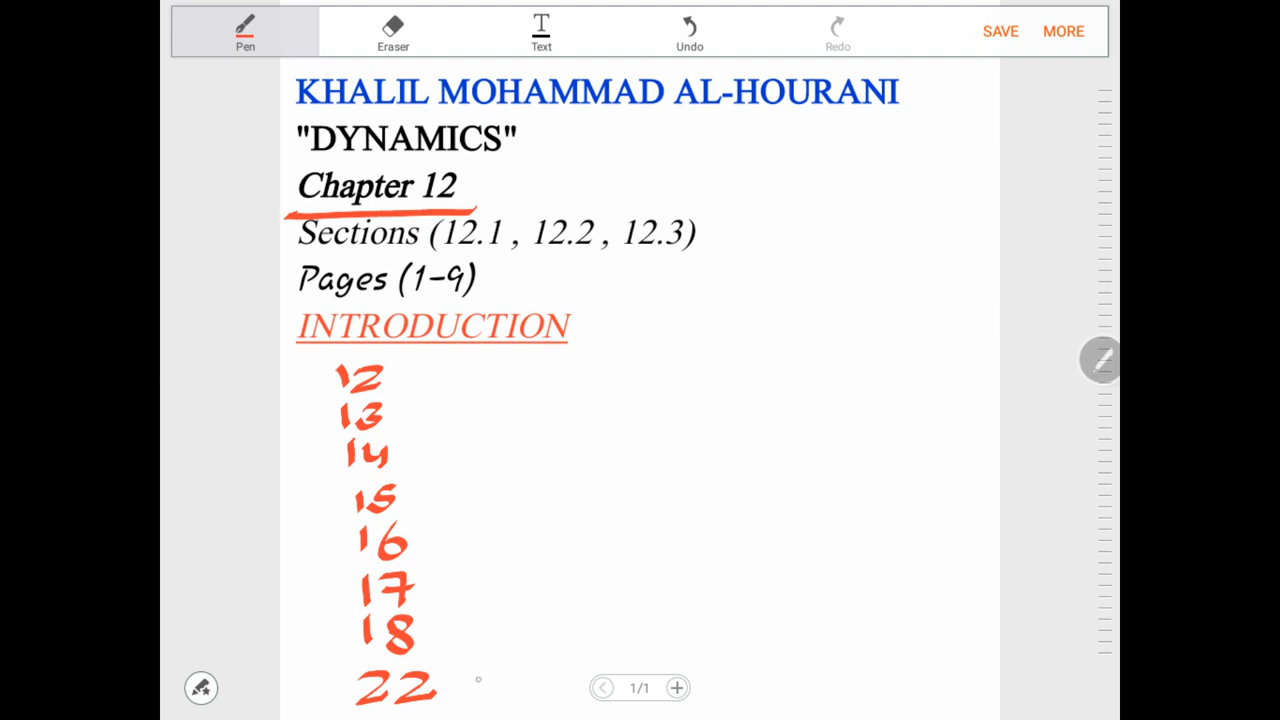 Pen Eraser Text Undo Redo SAVE MORE
KHALIL MOHAMMAD AL-HOURANI
"DYNAMICS"
Chapter 12
Sections (12.1 , 12.2 , 12.3)
Pages (1-9)
INTRODUCTION
12
13
14
15
16
17
18
22
1/1